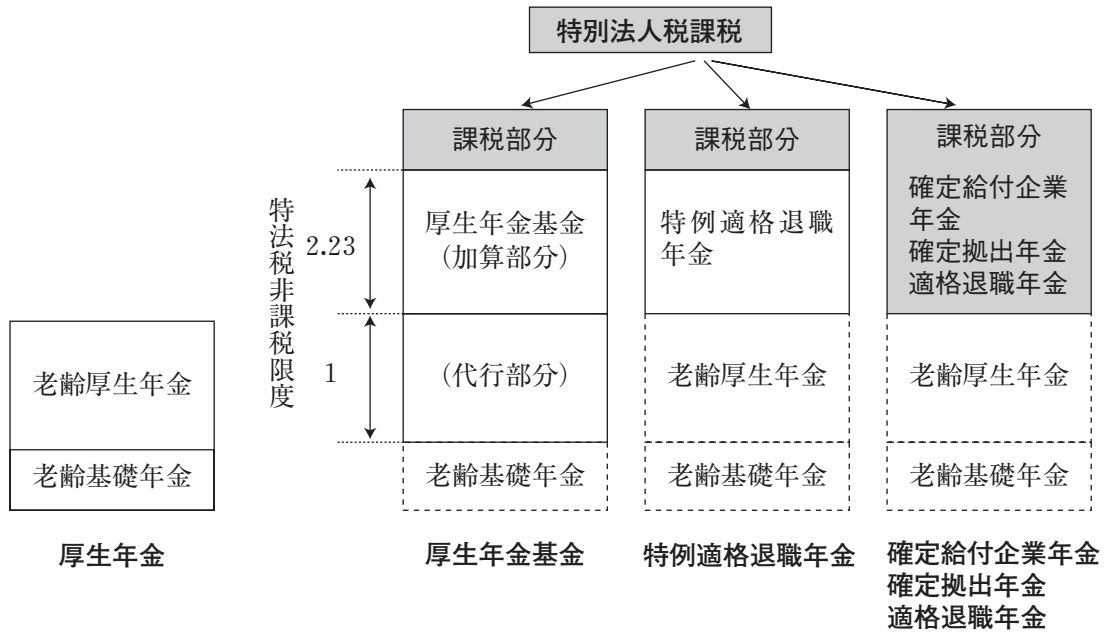 特別法人税課税
課税部分
厚生年金基金
(加算部分)
(代行部分)
老齢基礎年金
課税部分
特例適格退職
年金
老齢厚生年金
老齢基礎年金
課税部分
確定給付企業
年金
確定拠出年金
適格退職年金
老齢厚生年金
老齢基礎年金
特法税非課税限度
2.23
1
老齢厚生年金
老齢基礎年金
厚生年金
厚生年金基金
特例適格退職年金
確定給付企業年金
確定拠出年金
適格退職年金